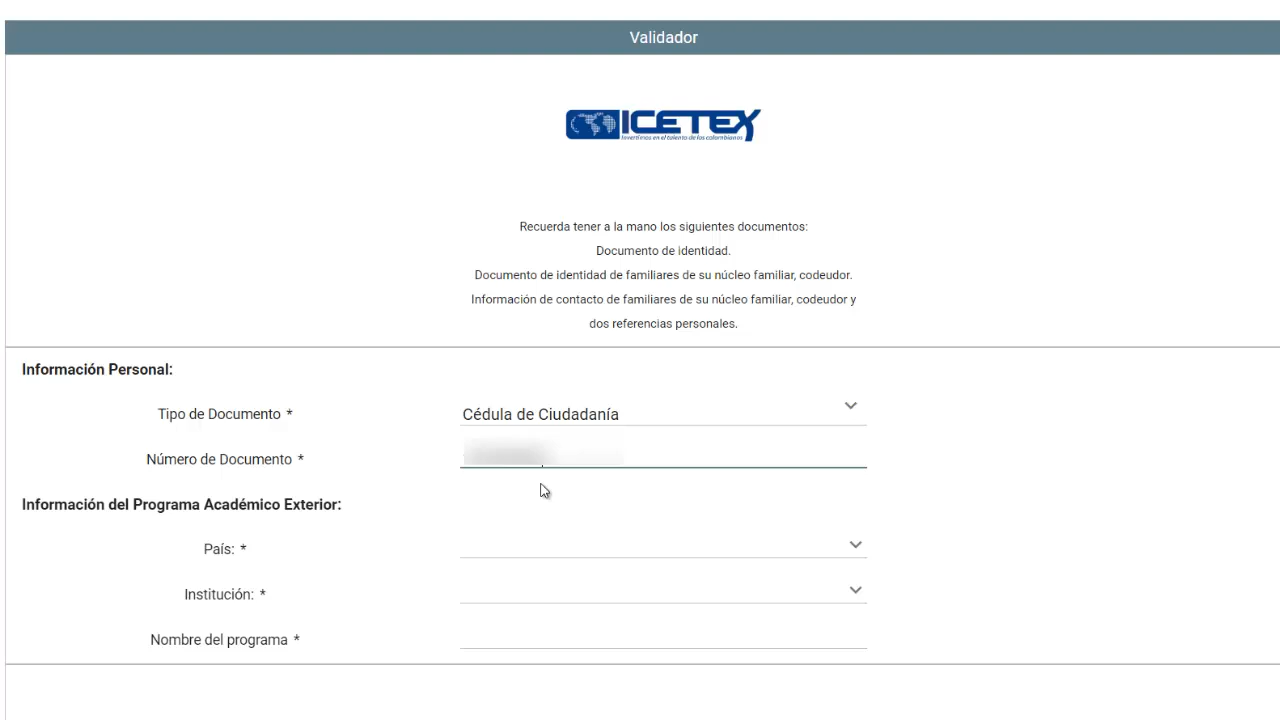 Validador
ICETEX
Invertimos en el talento de los colombianos
Recuerda tener a la mano los siguientes documentos:
Documento de identidad.
Documento de identidad de familiares de su núcleo familiar, codeudor.
Información de contacto de familiares de su núcleo familiar, codeudor y
dos referencias personales.
Información Personal:
Tipo de Documento *
Cédula de Ciudadanía
Número de Documento *
Información del Programa Académico Exterior:
País: *
Institución: *
Nombre del programa *